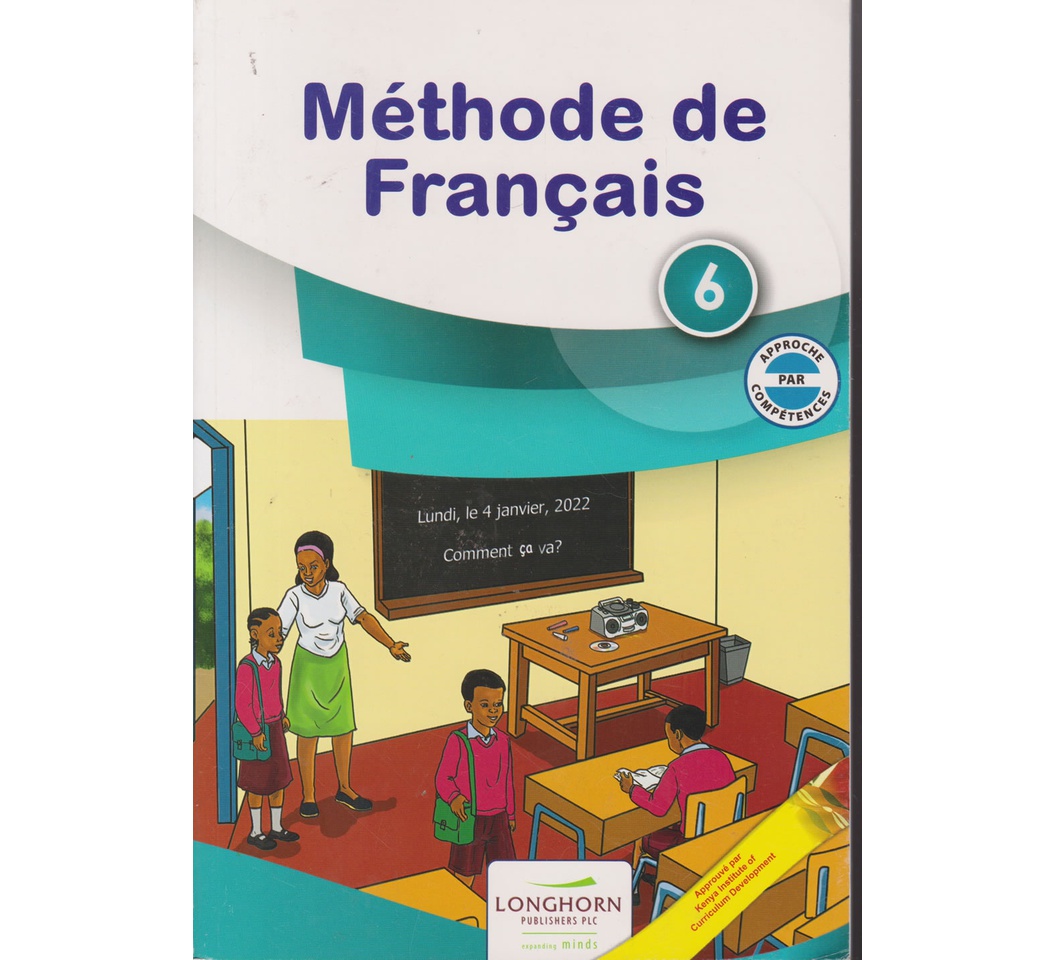 Méthode de
Français
6
APPROCHE
PAR
COMPÉTENCES
Lundi, le 4 janvier, 2022
Comment ça va?
Approuvé par
Kenya Institute of
Curriculum Development
LONGHORN
PUBLISHERS PLC
expanding minds